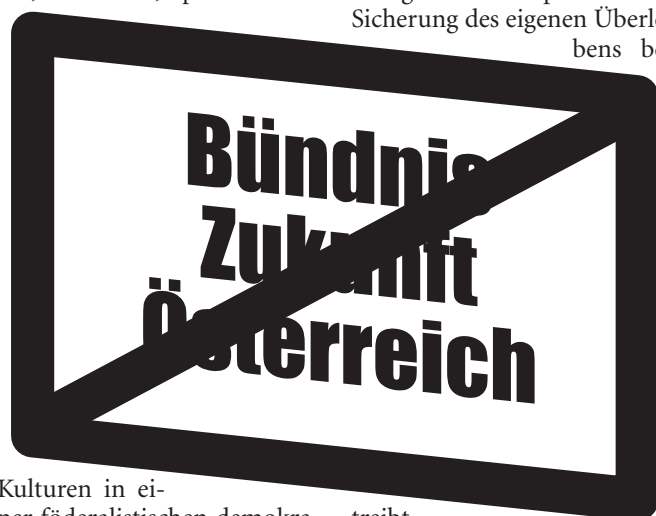 Sicherung des eigenen Überle
bens be
Bündnis
Zukunft
Österreich
Kulturen in ei-
ner föderalistischen demokra
treibt